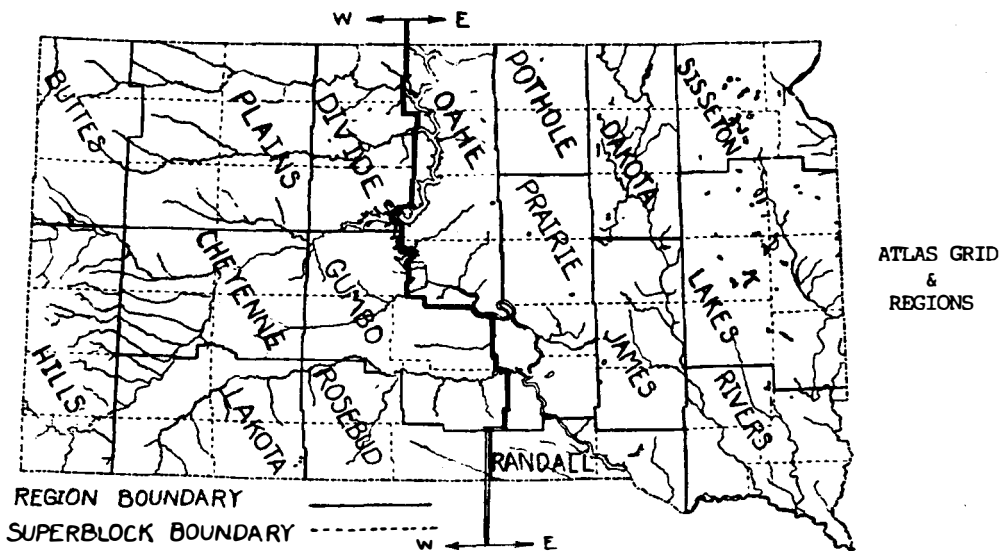 W E
BUTTES
PLAINS
DIVIDE
OAHE
POTHOLE
DAKOTA
SISSETON
PRAIRIE
CHEYENNE
GUMBO
LAKES
HILLS
LAKOTA
ROSEBUD
JAMES
RIVERS
RANDALL
ATLAS GRID
&
REGIONS
REGION BOUNDARY
SUPERBLOCK BOUNDARY
W E